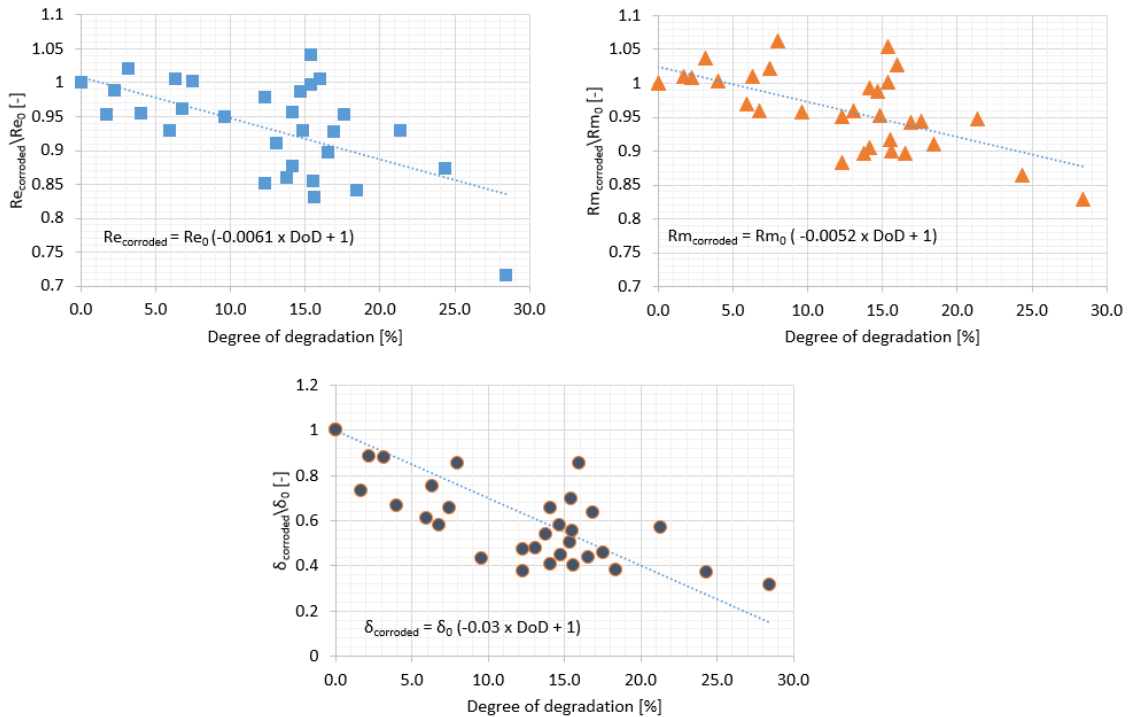 1.1
1.05
1
0.95
0.9
0.85
0.8
0.75
0.7
Re_corroded\Re_0 [-]
Re_corroded = Re_0 (-0.0061 x DoD + 1)
0.0 5.0 10.0 15.0 20.0 25.0 30.0
Degree of degradation [%]
1.1
1.05
1
0.95
0.9
0.85
0.8
0.75
0.7
Rm_corroded\Rm_0 [-]
Rm_corroded = Rm_0 ( -0.0052 x DoD + 1)
0.0 5.0 10.0 15.0 20.0 25.0 30.0
Degree of degradation [%]
1.2
1
0.8
0.6
0.4
0.2
0
δ_corroded\δ_0 [-]
δ_corroded = δ_0 (-0.03 x DoD + 1)
0.0 5.0 10.0 15.0 20.0 25.0 30.0
Degree of degradation [%]